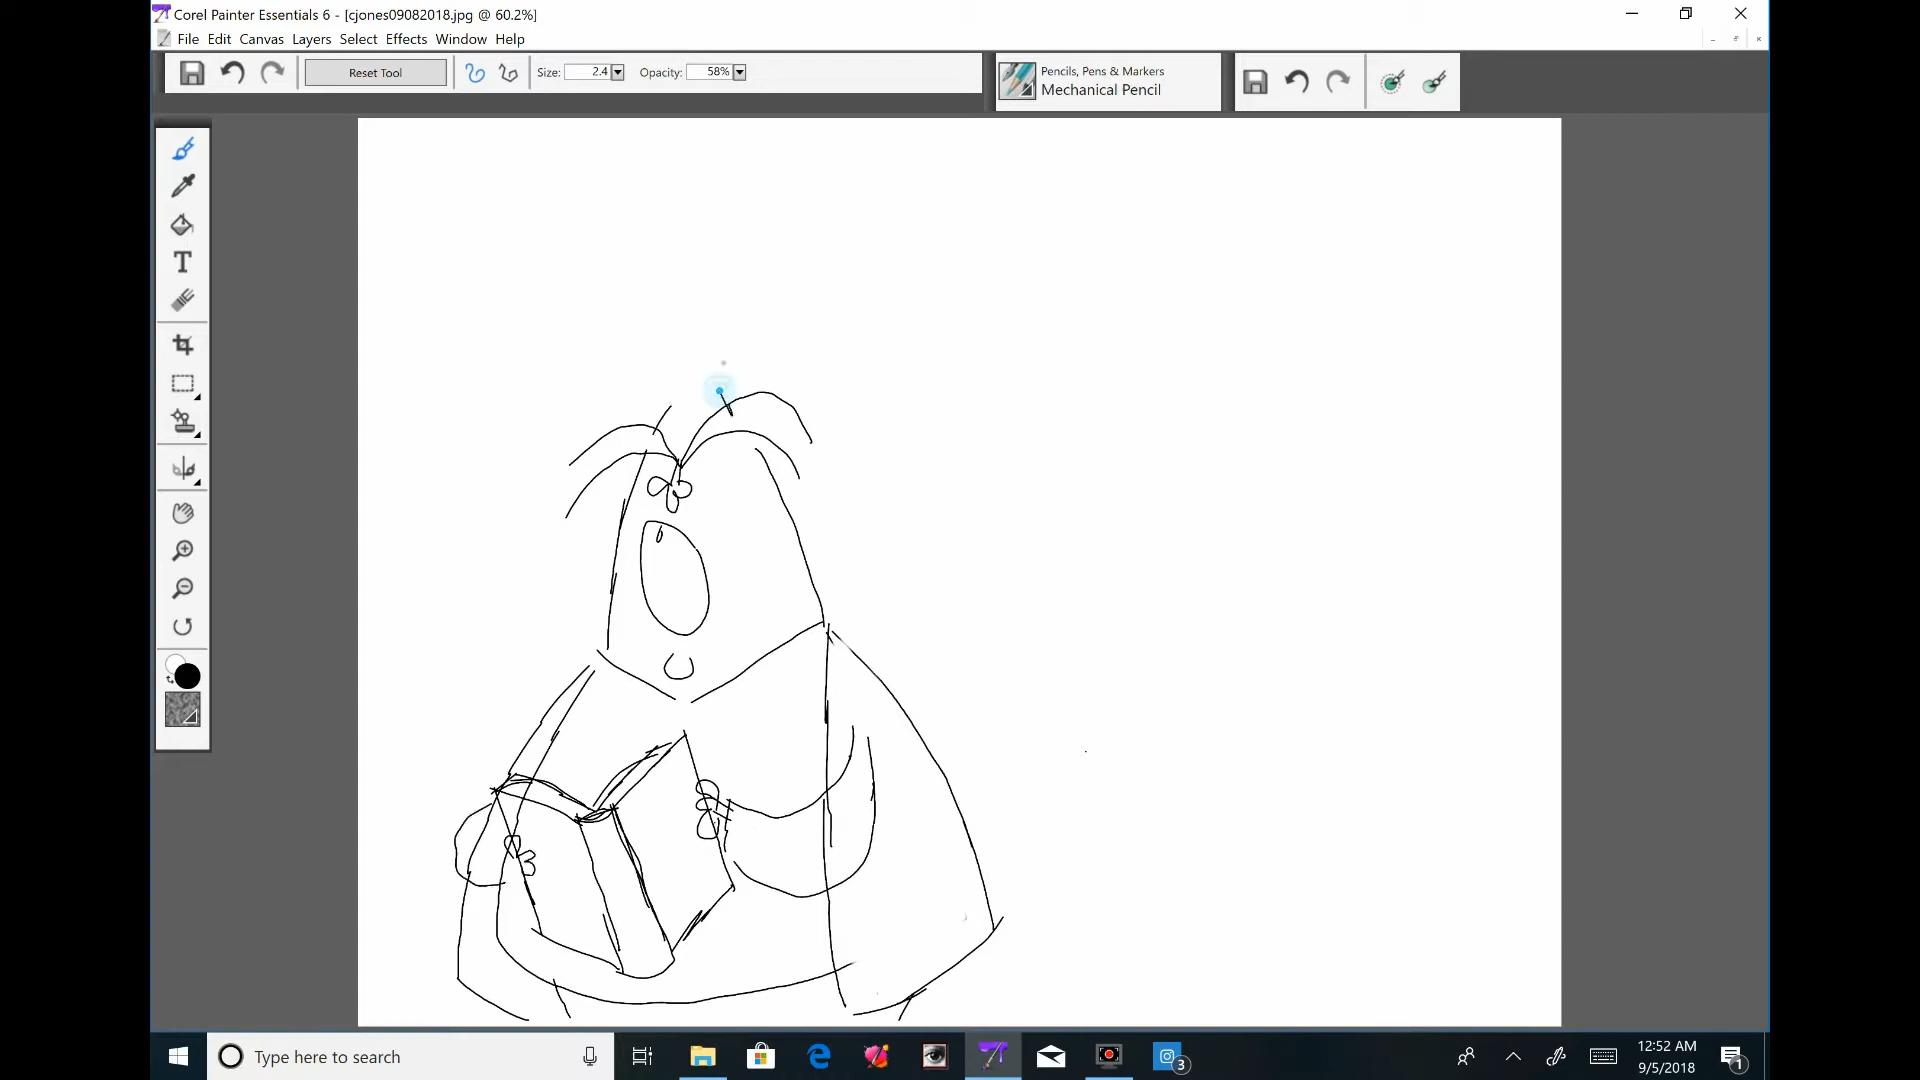 Corel Painter Essentials 6 - [cjones09082018.jpg @ 60.2%]
File Edit Canvas Layers Select Effects Window Help
Reset Tool Size: 2.4 Opacity: 58%
Pencils, Pens & Markers
Mechanical Pencil
T
Type here to search
3
12:52 AM
9/5/2018
1